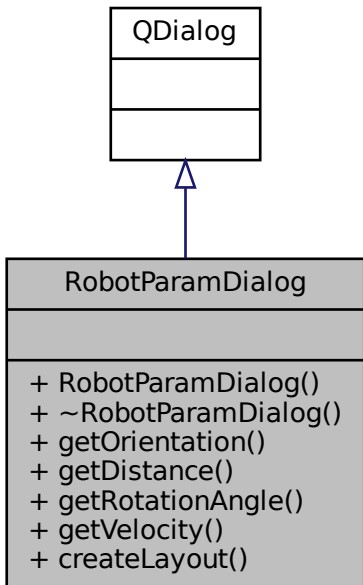 QDialog
RobotParamDialog
+ RobotParamDialog()
+ ~RobotParamDialog()
+ getOrientation()
+ getDistance()
+ getRotationAngle()
+ getVelocity()
+ createLayout()